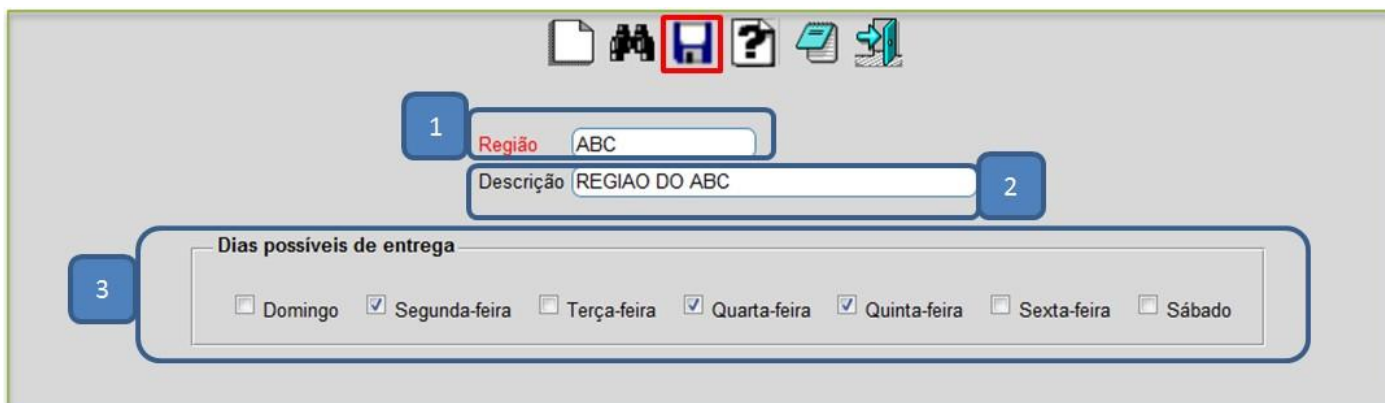 ?
1
Região ABC
Descrição REGIAO DO ABC
2
Dias possíveis de entrega
3
Domingo Segunda-feira Terça-feira Quarta-feira Quinta-feira Sexta-feira Sábado